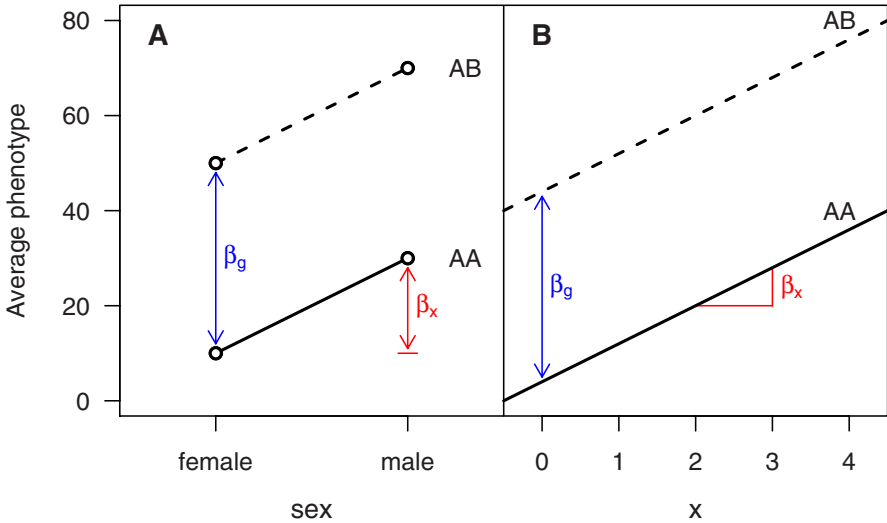 A
B
Average phenotype
80
60
40
20
0
AB
AA
βg
βx
female
male
sex
AB
AA
βg
βx
0
1
2
3
4
x